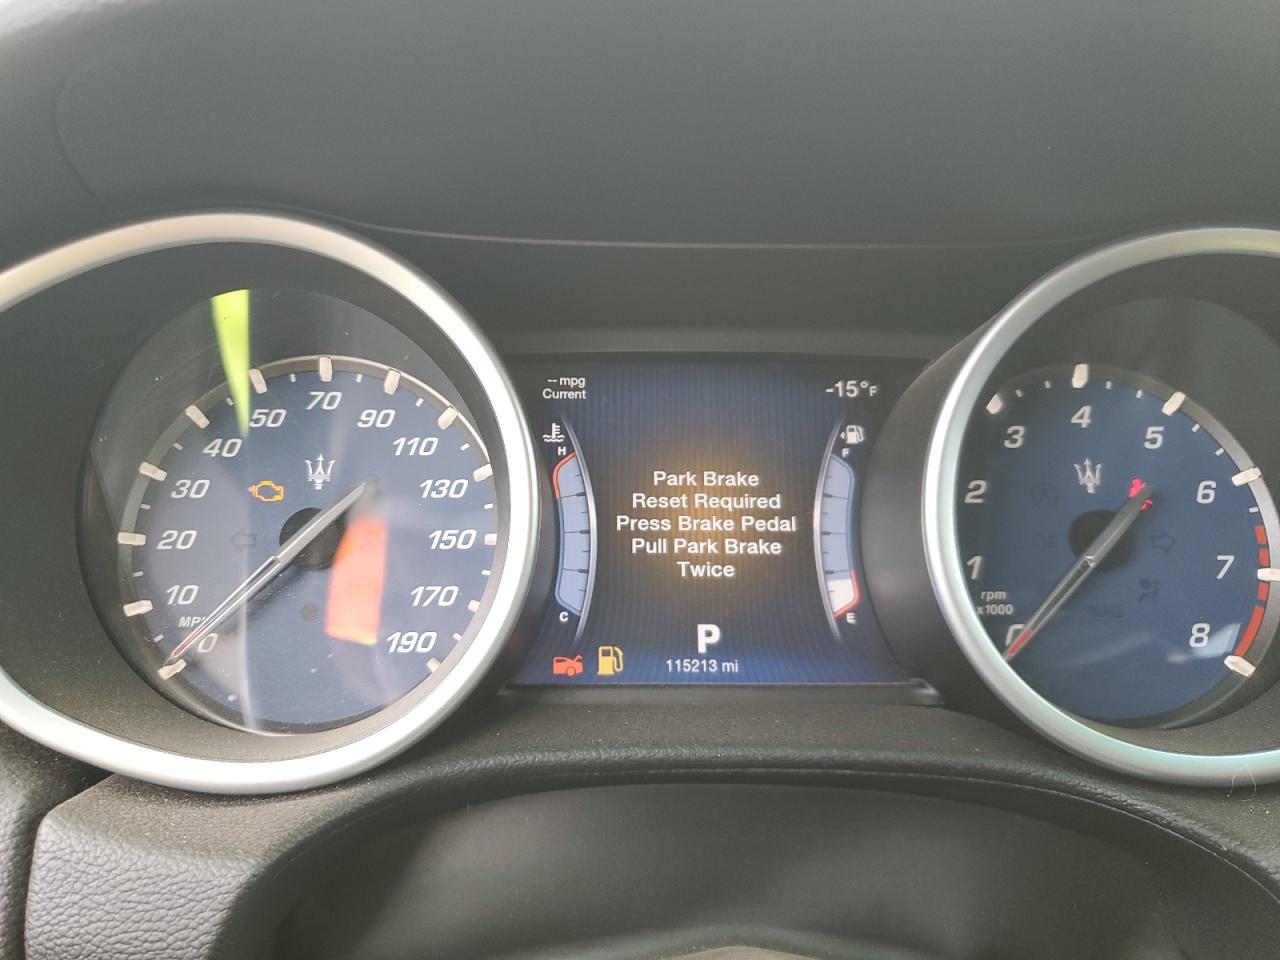 -- mpg
Current
-15°F
H
C
F
E
Park Brake
Reset Required
Press Brake Pedal
Pull Park Brake
Twice
P
115213 mi
0
10
20
30
40
50
70
90
110
130
150
170
190
1
2
3
4
5
6
7
8
rpm
x1000